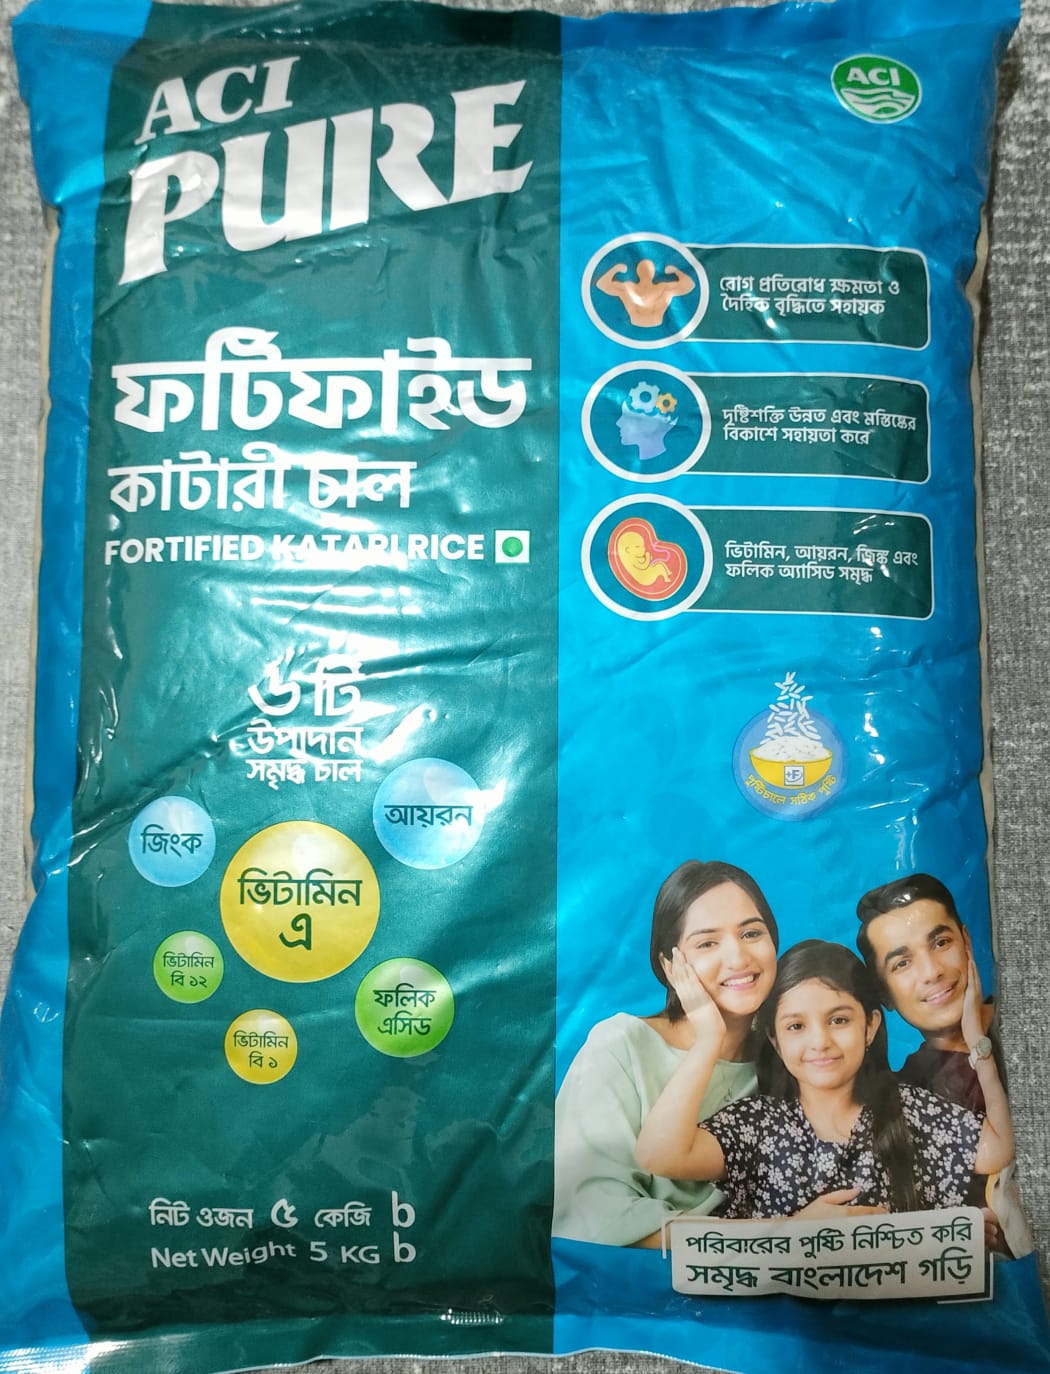 ACI
PURE
ফর্টিফাইড
কাটারী চাল
FORTIFIED KATARI RICE
৬টি
উপাদান
সমৃদ্ধ চাল
জিংক
আয়রন
ভিটামিন
এ
ভিটামিন
বি ১২
ফলিক
এসিড
ভিটামিন
বি ১
নিট ওজন ৫ কেজি b
Net Weight 5 KG b
ACI
রোগ প্রতিরোধ ক্ষমতা ও
দৈহিক বৃদ্ধিতে সহায়ক
দৃষ্টিশক্তি উন্নত এবং মস্তিষ্কের
বিকাশে সহায়তা করে
ভিটামিন, আয়রন, জিঙ্ক এবং
ফলিক অ্যাসিড সমৃদ্ধ
+F
পুষ্টিচালে সঠিক পুষ্টি
পরিবারের পুষ্টি নিশ্চিত করি
সমৃদ্ধ বাংলাদেশ গড়ি